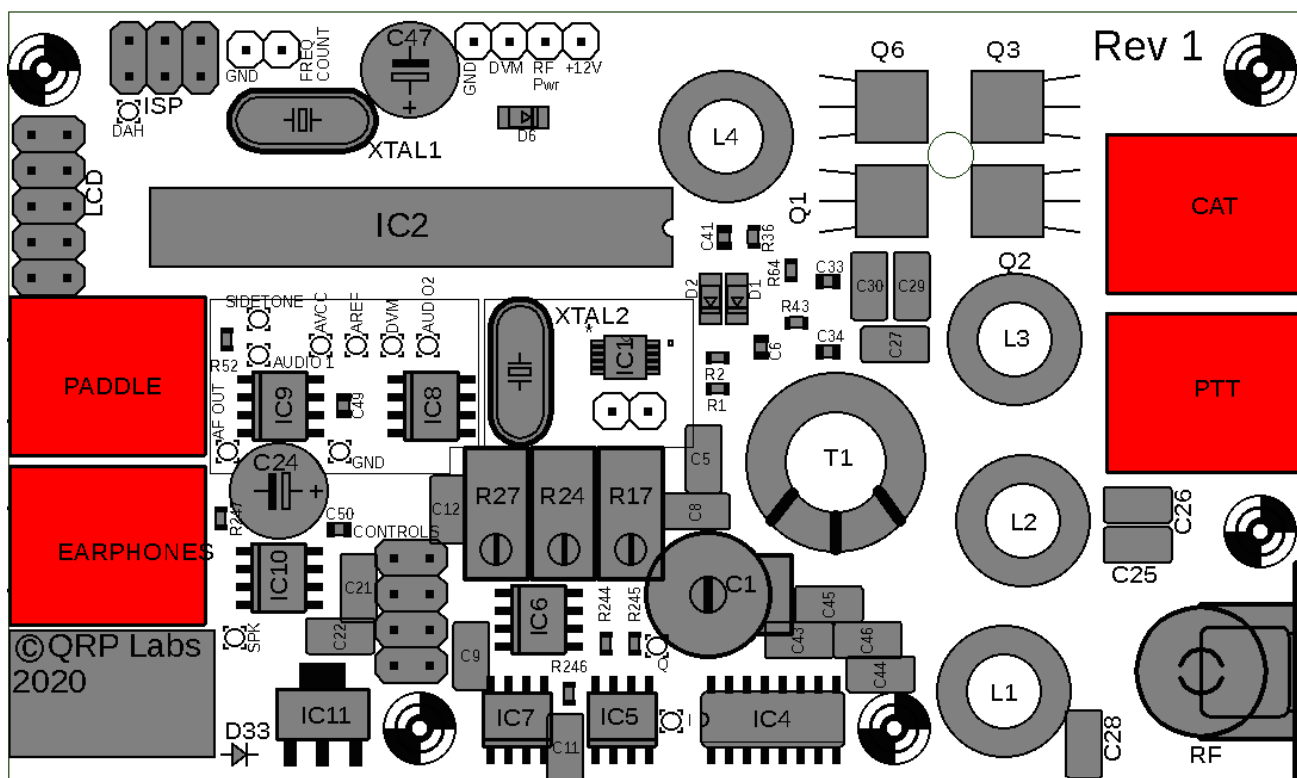 C47
FREQ
COUNT
GND
GND
DVM
RF
Pwr
+12V
Q6
Q3
Rev 1
ISP
DAH
D6
XTAL1
L4
LCD
CAT
Q1
IC2
C41
R36
Q2
R64
C33
C30
C29
D2
D1
SIDETONE
AVCC
AREF
DVM
AUDIO2
XTAL2
*
R43
C34
C27
L3
C6
R52
AUDIO1
IC1
R2
R1
PADDLE
PTT
IC9
C49
IC8
AF OUT
GND
C24
+
T1
C5
R27
R24
R17
C12
C8
R247
C50
CONTROLS
L2
C26
C25
EARPHONES
IC10
C21
C1
IC6
R244
R245
C45
C22
SPK
C9
Q
C43
C46
C44
©QRP Labs
2020
R246
L1
IC11
IC7
IC5
I
IC4
D33
C11
C28
RF